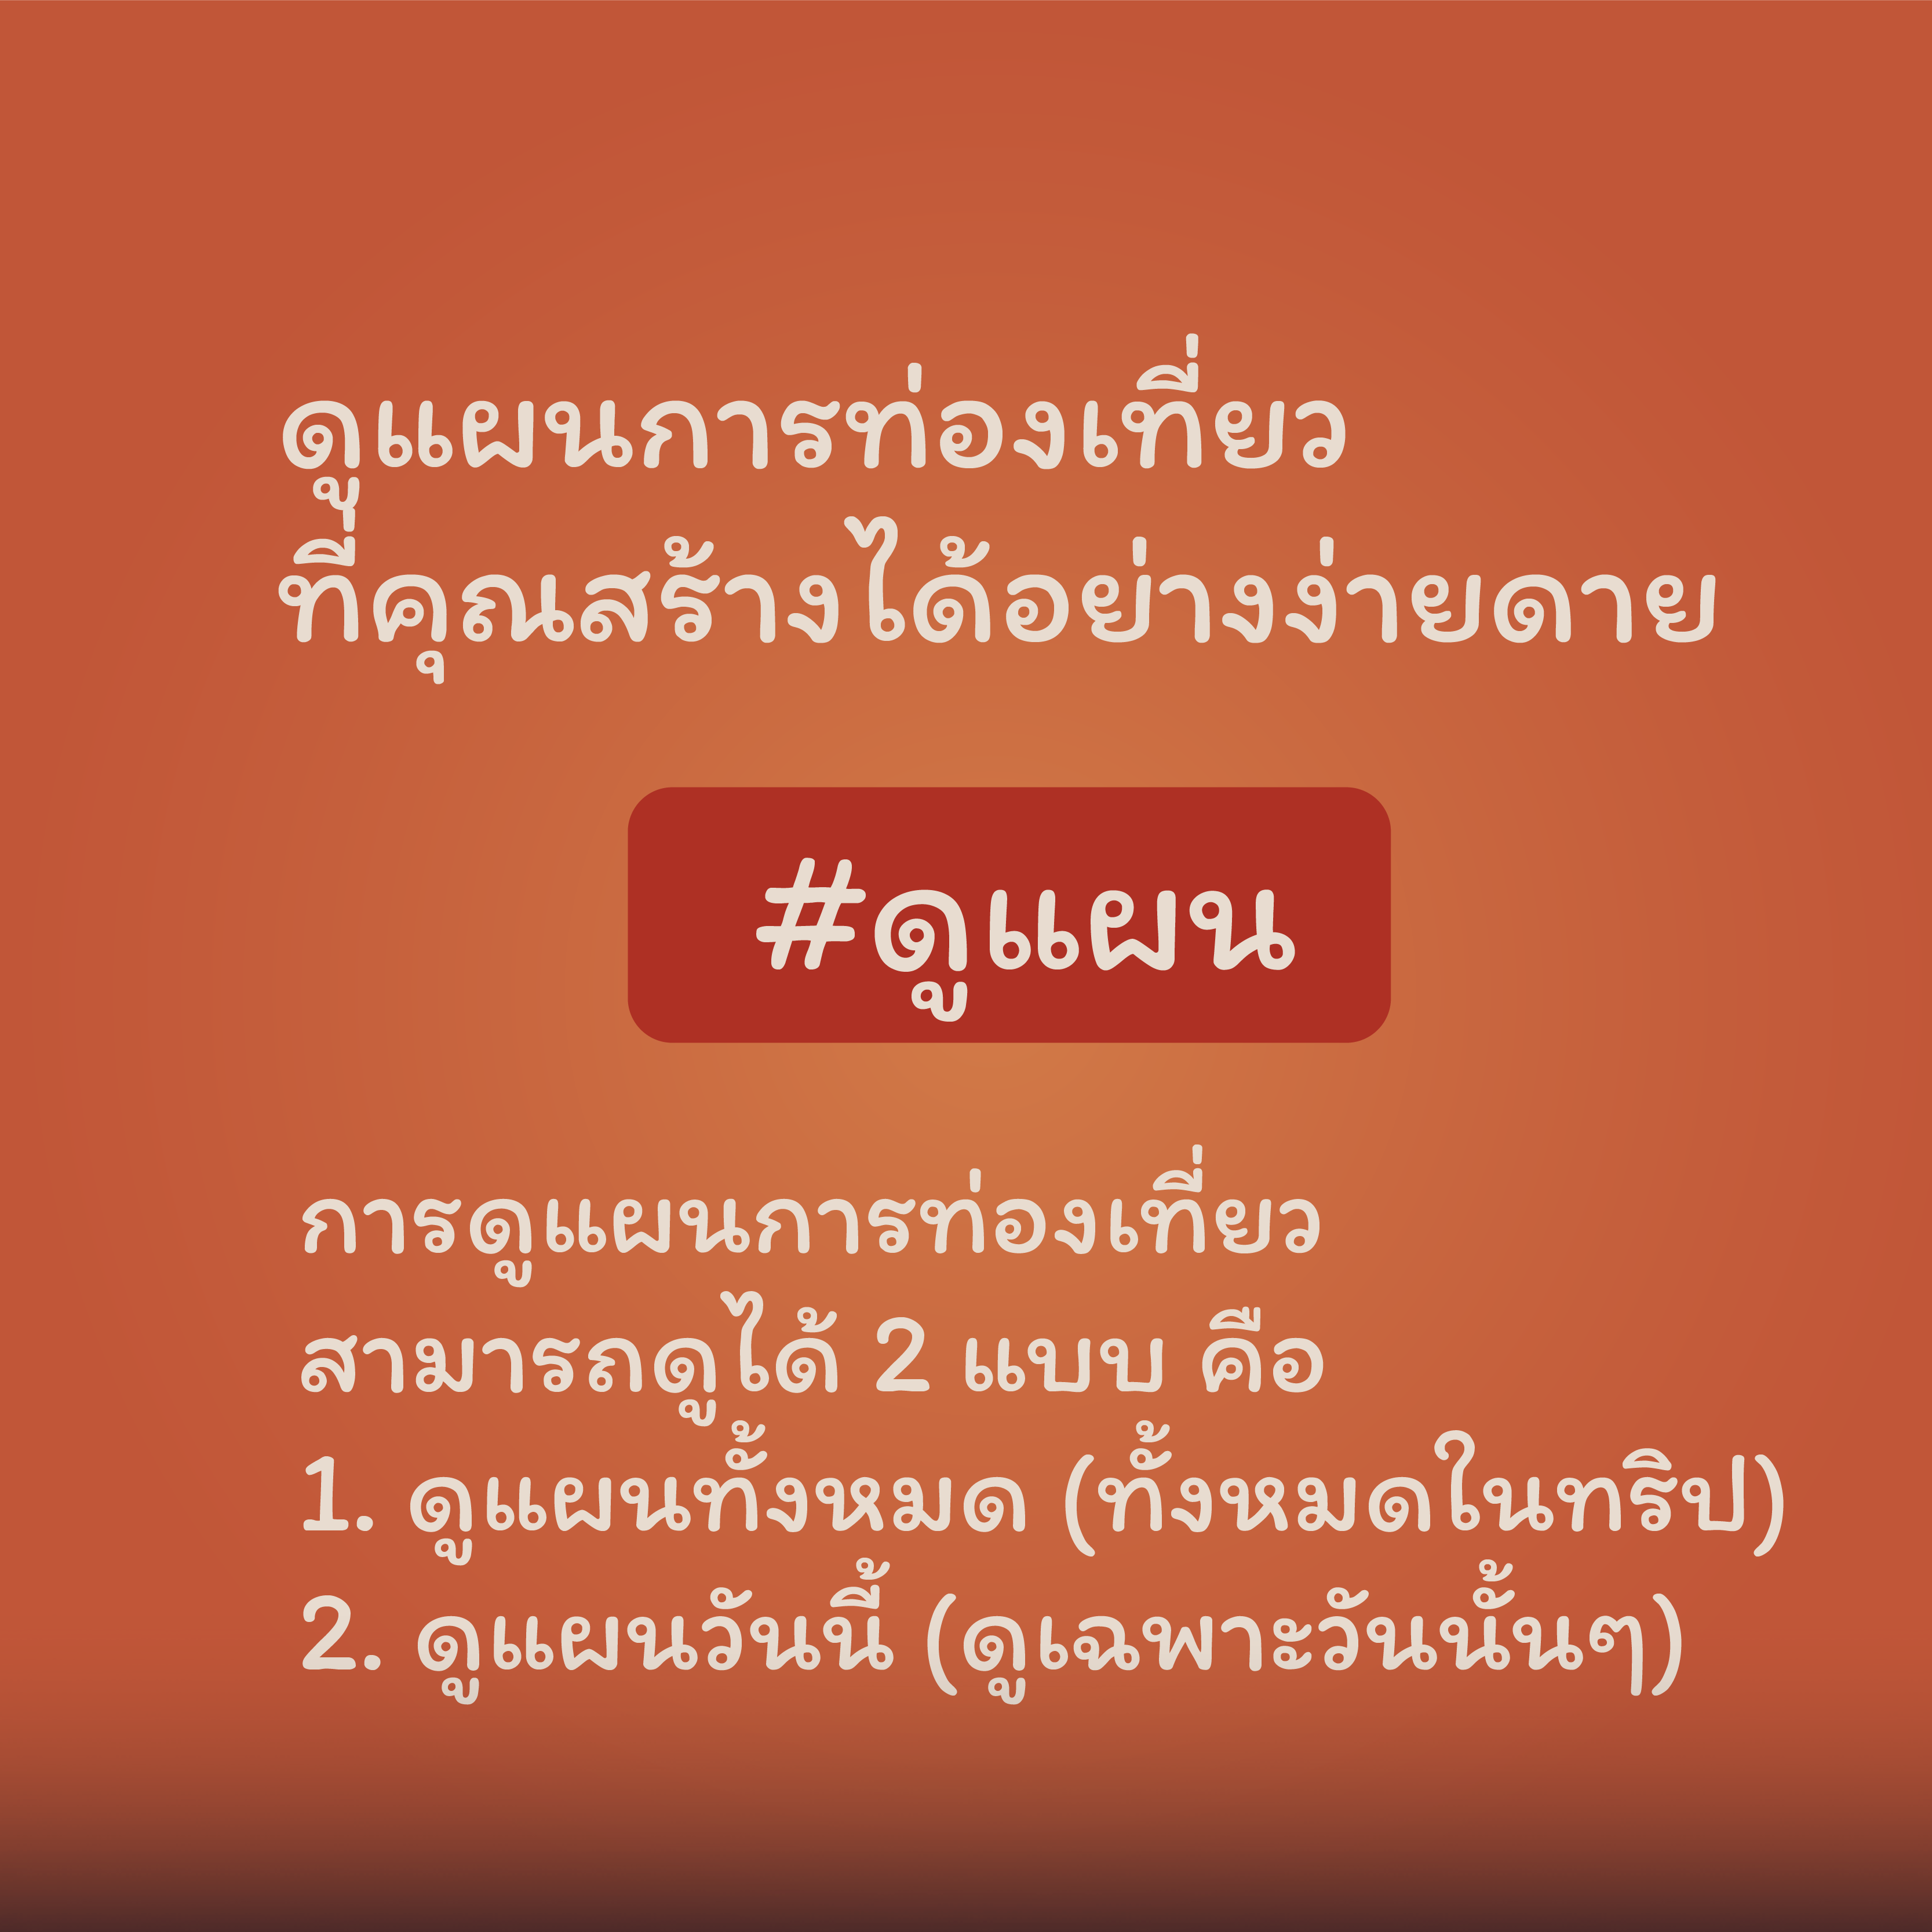 ดูแผนการท่องเที่ยว
ที่คุณสร้างได้อย่างง่ายดาย
#ดูแผน
การดูแผนการท่องเที่ยว
สามารถดูได้ 2 แบบ คือ
1. ดูแผนทั้งหมด (ทั้งหมดในทริป)
2. ดูแผนวันนี้ (ดูเฉพาะวันนั้นๆ)